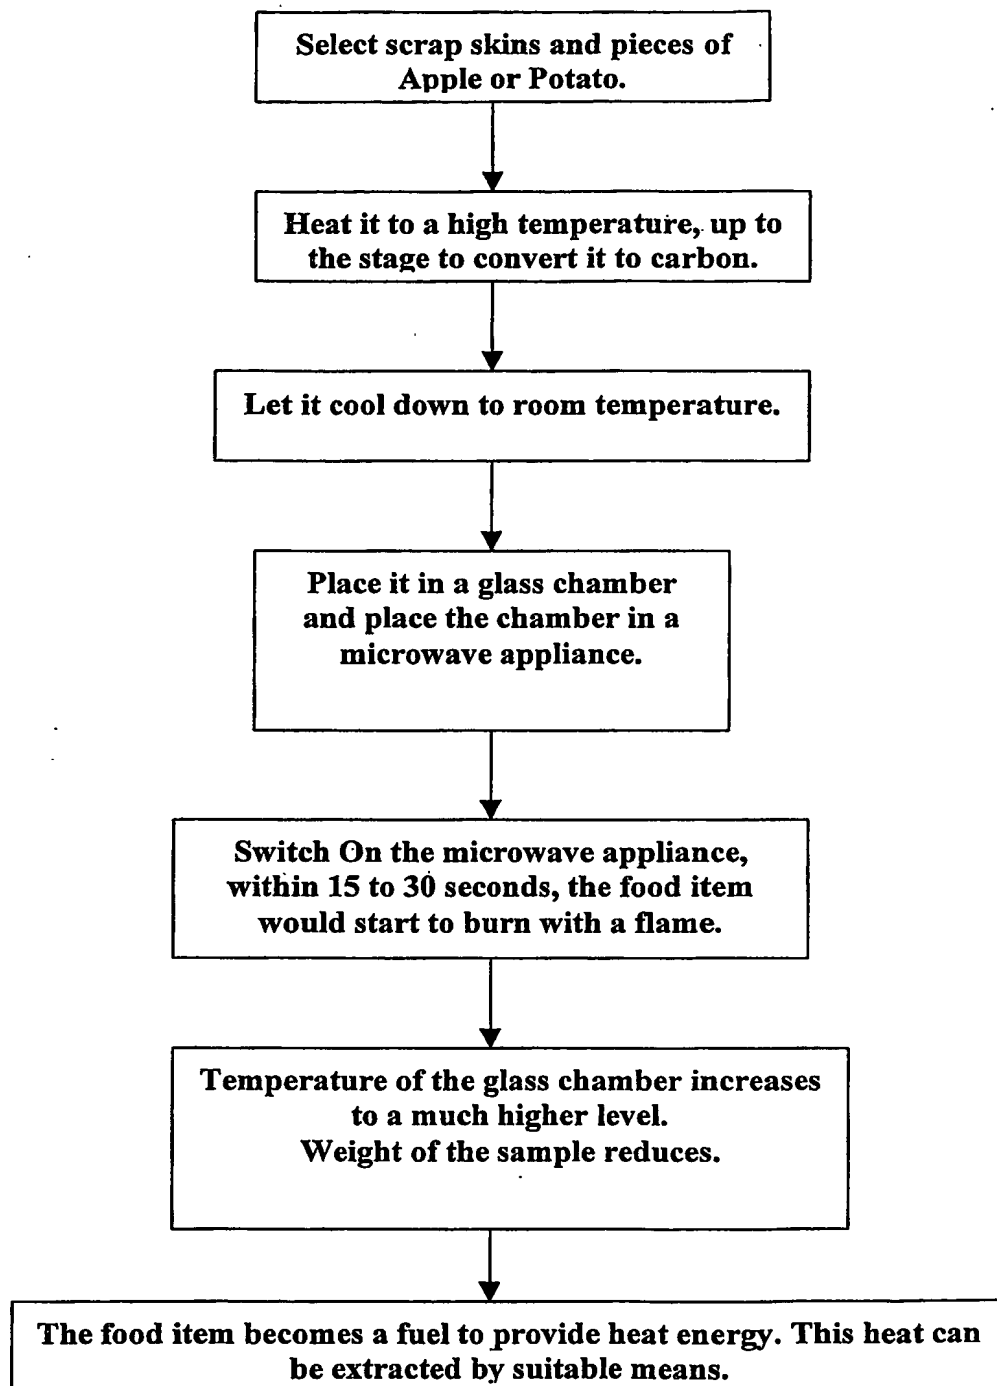 Select scrap skins and pieces of
Apple or Potato.
Heat it to a high temperature, up to
the stage to convert it to carbon.
Let it cool down to room temperature.
Place it in a glass chamber
and place the chamber in a
microwave appliance.
Switch On the microwave appliance,
within 15 to 30 seconds, the food item
would start to burn with a flame.
Temperature of the glass chamber increases
to a much higher level.
Weight of the sample reduces.
The food item becomes a fuel to provide heat energy. This heat can
be extracted by suitable means.